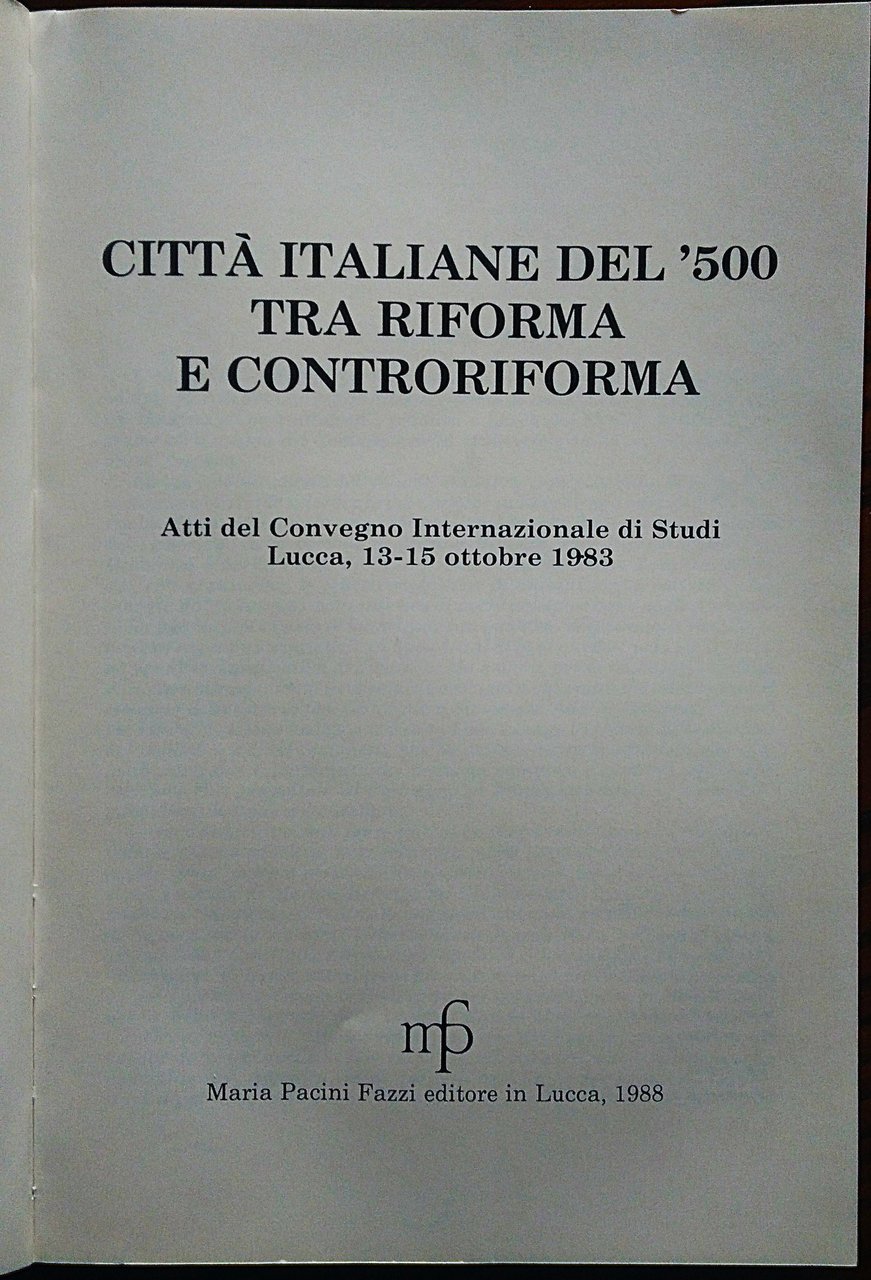 CITTÀ ITALIANE DEL ’500
TRA RIFORMA
E CONTRORIFORMA
Atti del Convegno Internazionale di Studi
Lucca, 13-15 ottobre 1983
mfp
Maria Pacini Fazzi editore in Lucca, 1988